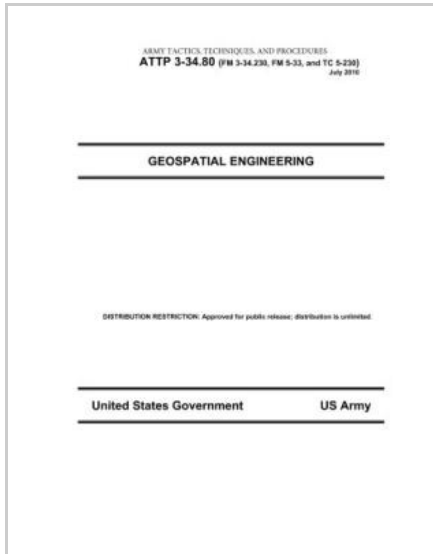 ARMY TACTICS, TECHNIQUES, AND PROCEDURES
ATTP 3-34.80 (FM 3-34.230, FM 5-33, and TC 5-230)
July 2010
GEOSPATIAL ENGINEERING
DISTRIBUTION RESTRICTION: Approved for public release; distribution is unlimited.
United States Government US Army